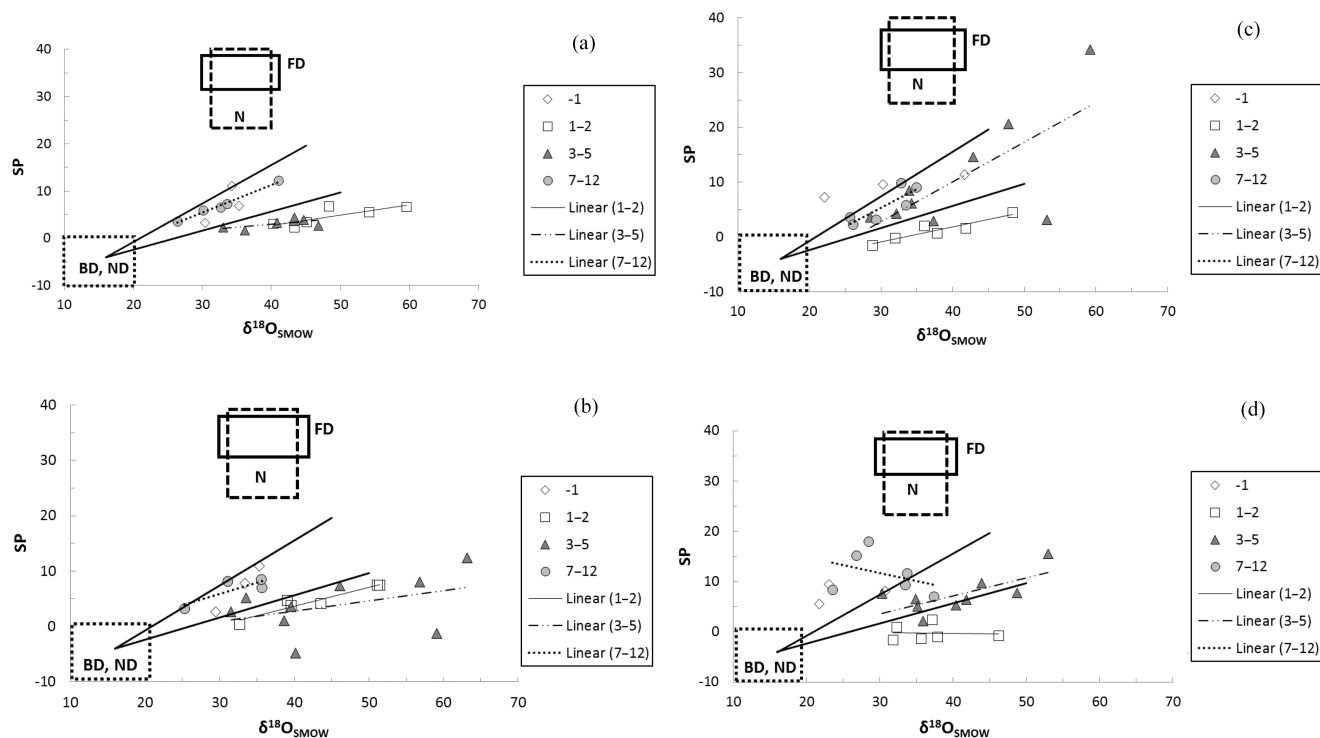 (a)
40
30
20
10
0
-10
SP
FD
N
BD, ND
10 20 30 40 50 60 70
δ¹⁸O_SMOW
-1
1–2
3–5
7–12
Linear (1–2)
Linear (3–5)
Linear (7–12)
(c)
40
30
20
10
0
-10
SP
FD
N
BD, ND
10 20 30 40 50 60 70
δ¹⁸O_SMOW
-1
1–2
3–5
7–12
Linear (1–2)
Linear (3–5)
Linear (7–12)
(b)
40
30
20
10
0
-10
SP
FD
N
BD, ND
10 20 30 40 50 60 70
δ¹⁸O_SMOW
-1
1–2
3–5
7–12
Linear (1–2)
Linear (3–5)
Linear (7–12)
(d)
40
30
20
10
0
-10
SP
FD
N
BD, ND
10 20 30 40 50 60 70
δ¹⁸O_SMOW
-1
1–2
3–5
7–12
Linear (1–2)
Linear (3–5)
Linear (7–12)